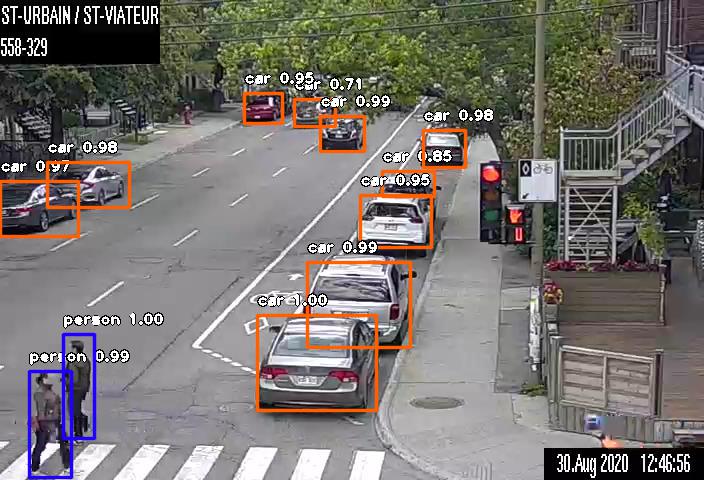 ST-URBAIN / ST-VIATEUR
558-329
car 0.95
car 0.71
car 0.99
car 0.98
car 0.98
car 0.85
car 0.97
car 0.95
car 0.99
car 1.00
person 1.00
person 0.99
30.Aug 2020 12:46:56